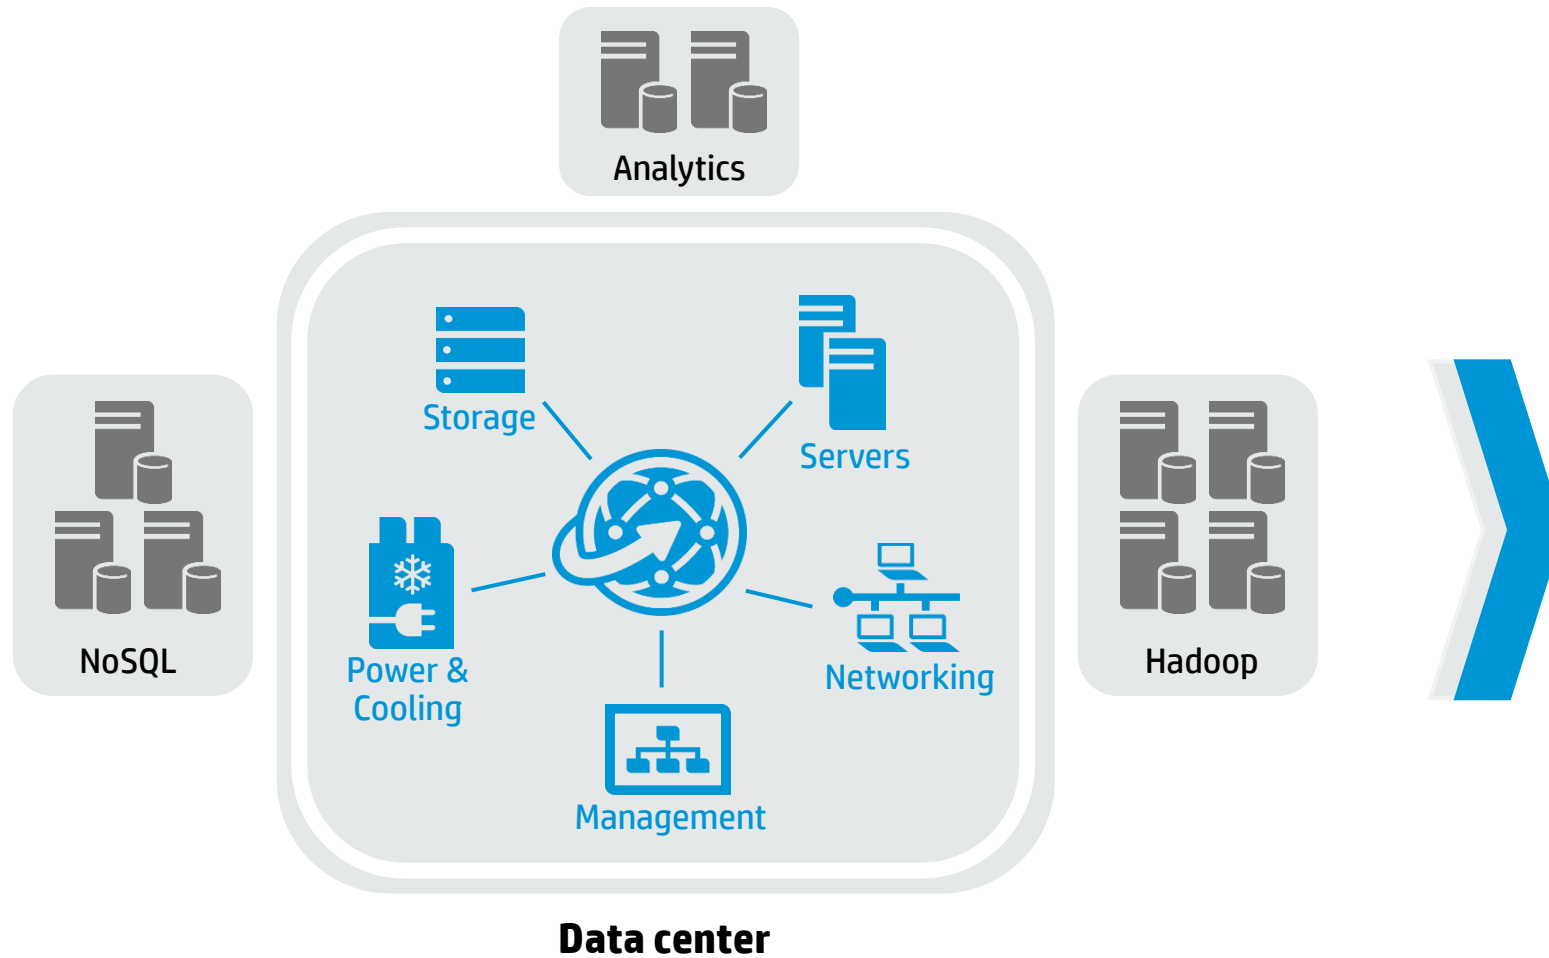 Analytics
Storage
Servers
NoSQL
Power &
Cooling
Networking
Hadoop
Management
Data center